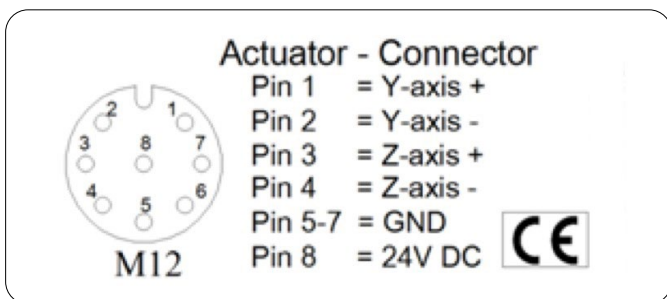 Actuator - Connector
Pin 1 = Y-axis +
Pin 2 = Y-axis -
Pin 3 = Z-axis +
Pin 4 = Z-axis -
Pin 5-7 = GND
Pin 8 = 24V DC
2 1
3 8 7
4 5 6
M12
CE